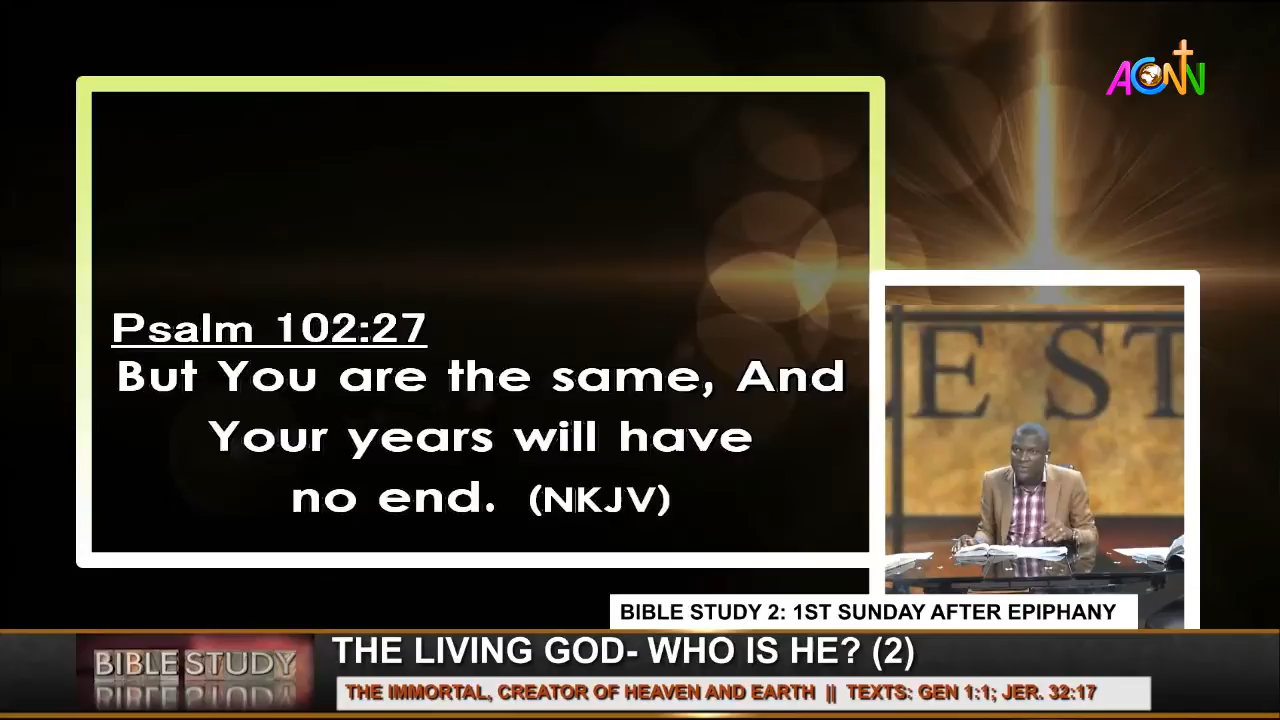 ACNN
Psalm 102:27
But You are the same, And
Your years will have
no end. (NKJV)
E ST
BIBLE STUDY 2: 1ST SUNDAY AFTER EPIPHANY
BIBLE STUDY
THE LIVING GOD- WHO IS HE? (2)
THE IMMORTAL, CREATOR OF HEAVEN AND EARTH || TEXTS: GEN 1:1; JER. 32:17